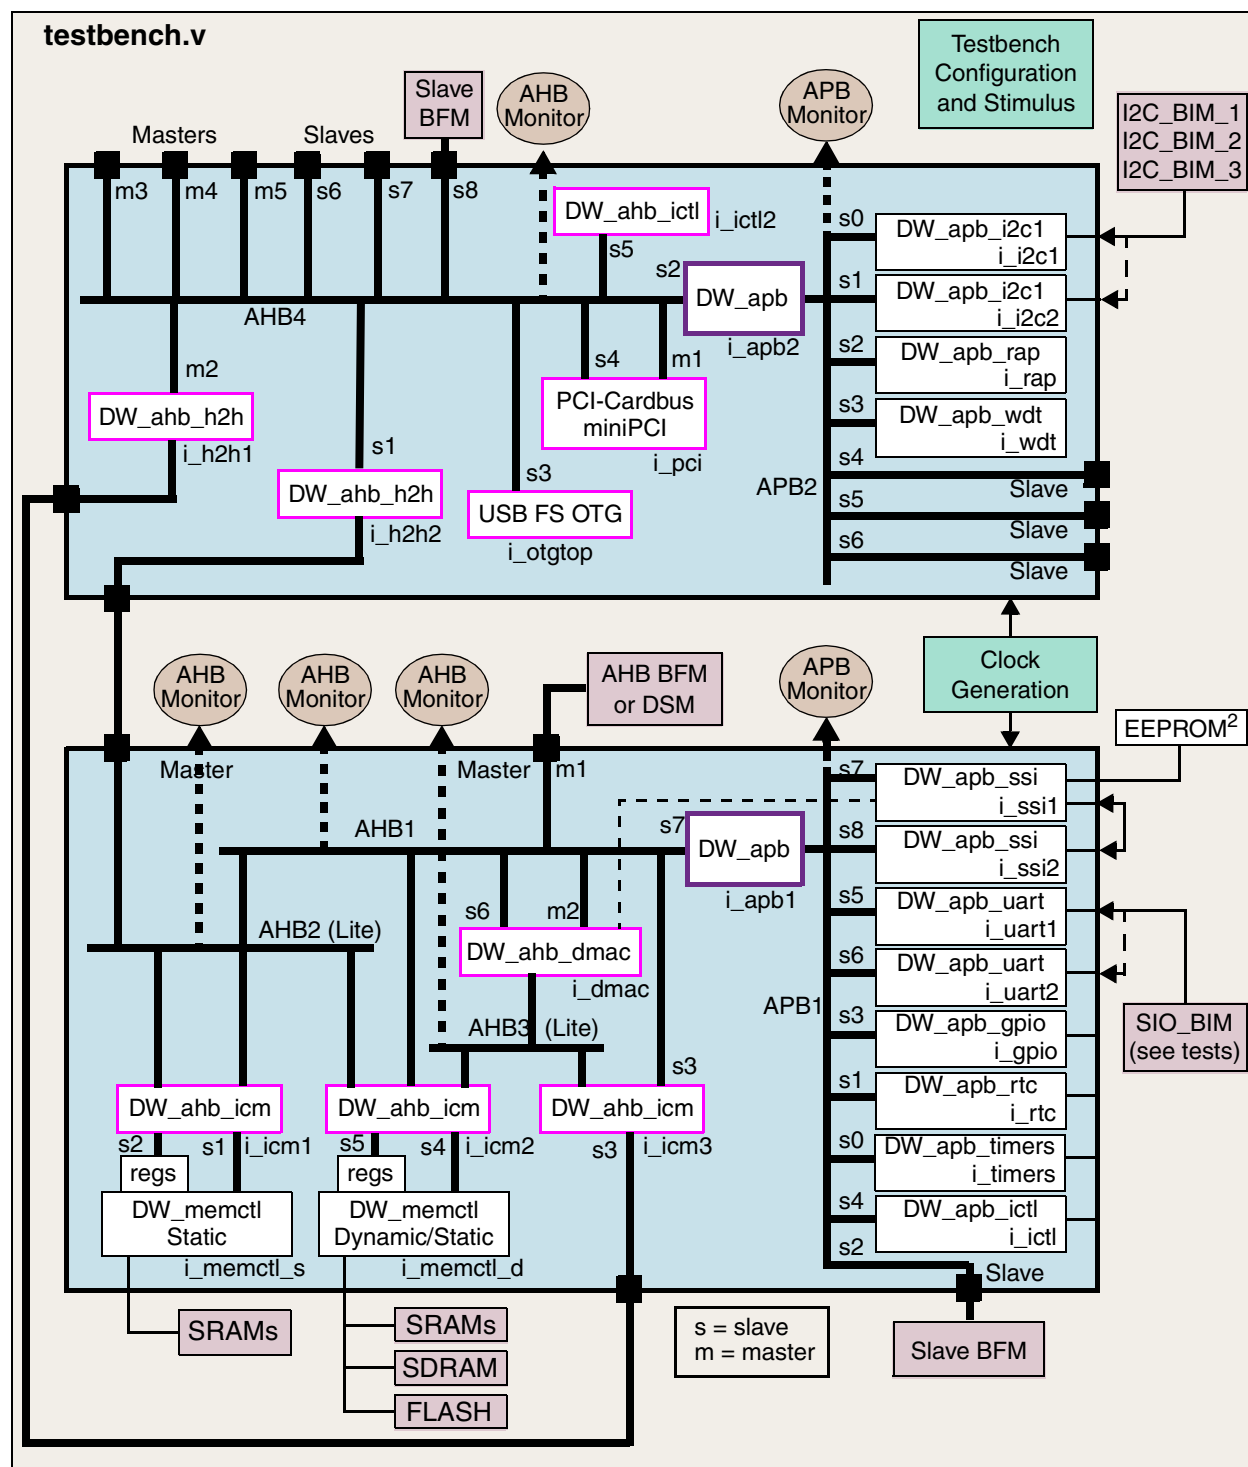 testbench.v
Testbench
Configuration
and Stimulus
Slave
BFM
AHB
Monitor
APB
Monitor
I2C_BIM_1
I2C_BIM_2
I2C_BIM_3
Masters
Slaves
m3
m4
m5
s6
s7
s8
DW_ahb_ictl
i_ictl2
s5
s0
DW_apb_i2c1
i_i2c1
s2
DW_apb
i_apb2
s1
DW_apb_i2c1
i_i2c2
AHB4
s4
m1
s2
DW_apb_rap
i_rap
m2
DW_ahb_h2h
i_h2h1
PCI-Cardbus
miniPCI
i_pci
s3
DW_apb_wdt
i_wdt
s1
DW_ahb_h2h
i_h2h2
s3
USB FS OTG
i_otgtop
APB2
s4
Slave
s5
Slave
s6
Slave
AHB
Monitor
AHB
Monitor
AHB
Monitor
AHB BFM
or DSM
APB
Monitor
Clock
Generation
EEPROM2
Master
Master
m1
s7
DW_apb_ssi
i_ssi1
AHB1
s7
DW_apb
i_apb1
s8
DW_apb_ssi
i_ssi2
s6
m2
DW_ahb_dmac
i_dmac
s5
DW_apb_uart
i_uart1
AHB2 (Lite)
s6
DW_apb_uart
i_uart2
APB1
AHB3 (Lite)
s3
DW_apb_gpio
i_gpio
SIO_BIM
(see tests)
s3
s1
DW_apb_rtc
i_rtc
DW_ahb_icm
i_icm1
DW_ahb_icm
i_icm2
DW_ahb_icm
i_icm3
s2
s1
s5
s4
s3
s0
DW_apb_timers
i_timers
regs
regs
DW_memctl
Static
i_memctl_s
DW_memctl
Dynamic/Static
i_memctl_d
s4
DW_apb_ictl
i_ictl
s2
Slave
SRAMs
SRAMs
SDRAM
FLASH
s = slave
m = master
Slave BFM